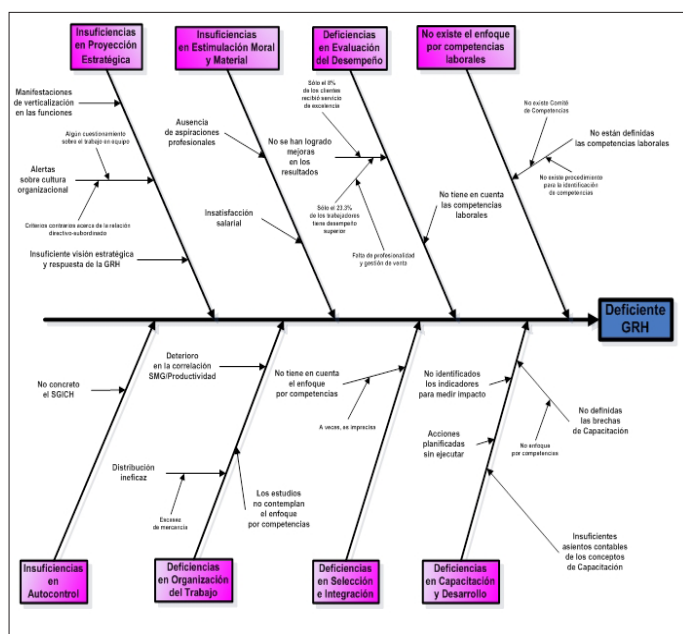 Insuficiencias
en Proyección
Estratégica
Insuficiencias
en Estimulación Moral
y Material
Deficiencias
en Evaluación
del Desempeño
No existe el enfoque
por competencias
laborales
Manifestaciones
de verticalización
en las funciones
Algún cuestionamiento
sobre el trabajo en equipo
Alertas
sobre cultura
organizacional
Criterios contrarios acerca de la relación
directivo-subordinado
Insuficiente visión estratégica
y respuesta de la GRH
Ausencia
de aspiraciones
profesionales
Insatisfacción
salarial
Sólo el 8%
de los clientes
recibió servicio
de excelencia
No se han logrado
mejoras
en los
resultados
Sólo el 23.3%
de los trabajadores
tiene desempeño
superior
Falta de profesionalidad
y gestión de venta
No tiene en cuenta
las competencias
laborales
No existe Comité
de Competencias
No están definidas
las competencias laborales
No existe procedimiento
para la identificación
de competencias
Deficiente
GRH
No concreto
el SGICH
Deterioro
en la correlación
SMG/Productividad
Distribución
ineficaz
Exceso
de mercancía
Los estudios
no contemplan
el enfoque
por competencias
No tiene en cuenta
el enfoque
por competencias
A veces, es imprecisa
No identificados
los indicadores
para medir impacto
Acciones
planificadas
sin ejecutar
No definidas
las brechas
de Capacitación
No enfoque
por competencias
Insuficientes
asientos contables
de los conceptos
de Capacitación
Insuficiencias
en
Autocontrol
Deficiencias
en Organización
del Trabajo
Deficiencias
en Selección
e Integración
Deficiencias
en Capacitación
y Desarrollo